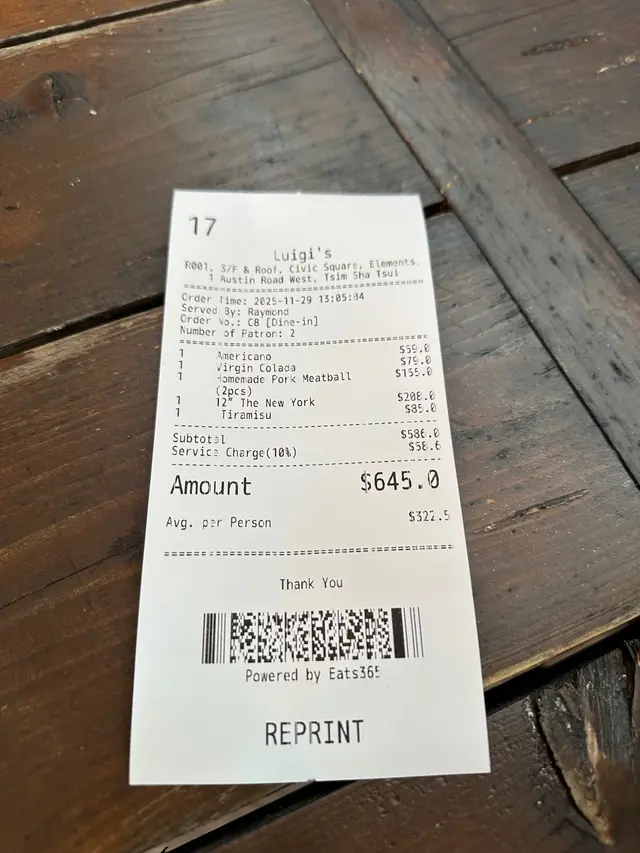 17
Luigi's
R001, 3/F & Roof, Civic Square, Elements,
1 Austin Road West, Tsim Sha Tsui
Order Time: 2025-11-29 13:05:04
Served By: Raymond
Order No.: C8 [Dine-in]
Number of Patron: 2
1 Americano $59.0
1 Virgin Colada $79.0
1 Homemade Pork Meatball $155.0
(2pcs)
1 12" The New York $208.0
1 Tiramisu $85.0
Subtotal $586.0
Service Charge(10%) $58.6
Amount $645.0
Avg. per Person $322.5
Thank You
Powered by Eats365
REPRINT